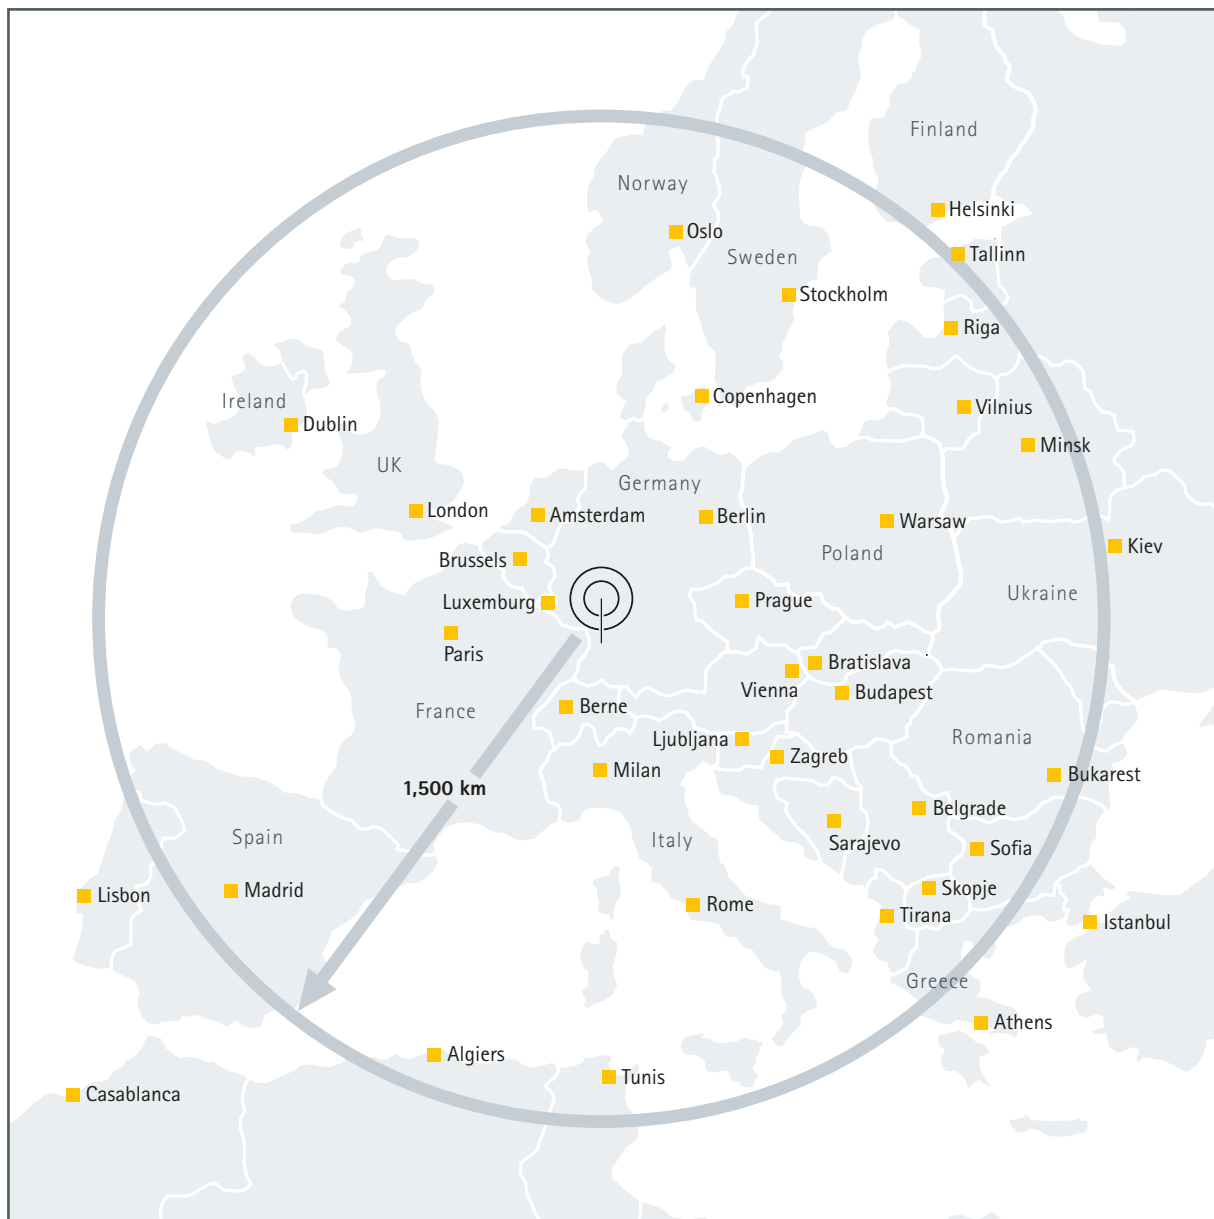 Finland
Norway
Helsinki
Oslo
Sweden
Tallinn
Stockholm
Riga
Ireland
Copenhagen
Vilnius
Dublin
Minsk
UK
Germany
London
Amsterdam
Berlin
Warsaw
Poland
Kiev
Brussels
Ukraine
Luxemburg
Prague
Paris
Bratislava
Vienna
Budapest
France
Berne
Ljubljana
Romania
Zagreb
Milan
Bukarest
1,500 km
Belgrade
Spain
Italy
Sarajevo
Sofia
Skopje
Lisbon
Madrid
Rome
Tirana
Istanbul
Greece
Athens
Algiers
Tunis
Casablanca